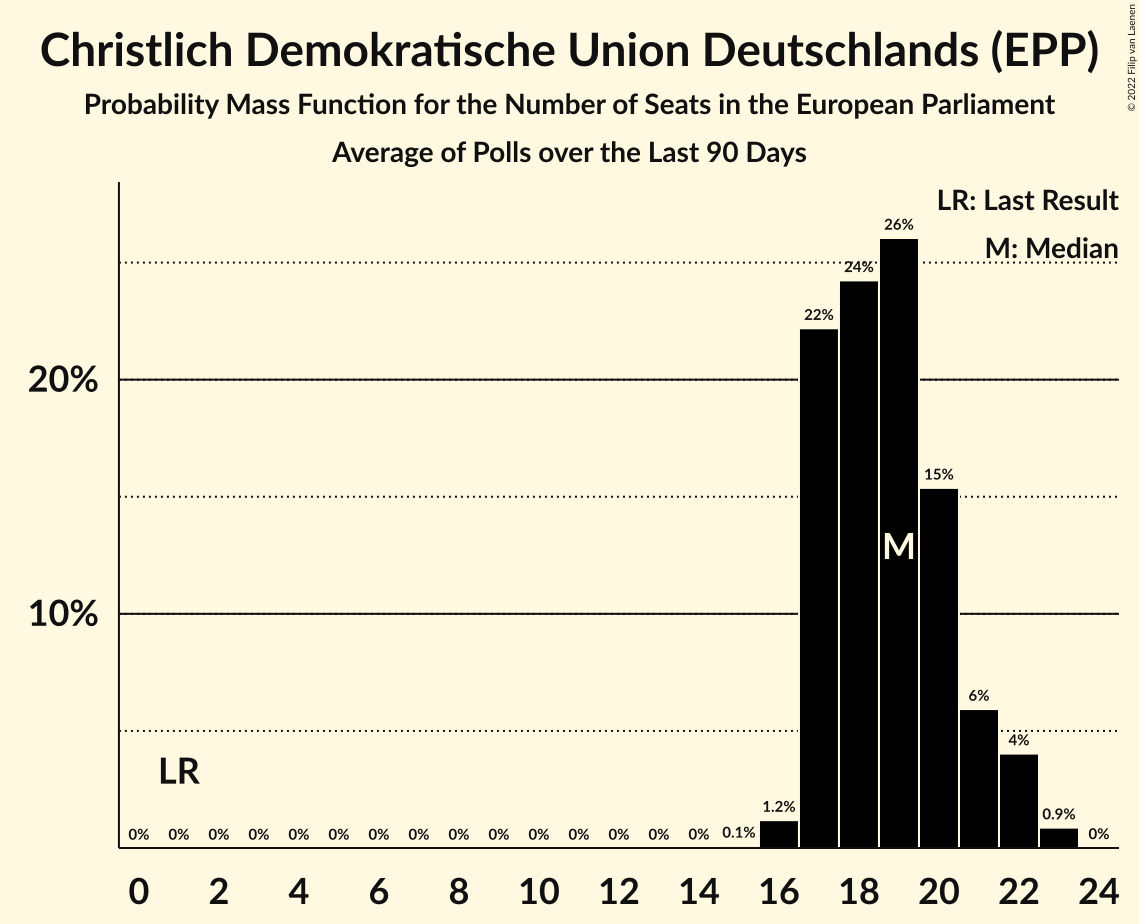 Christlich Demokratische Union Deutschlands (EPP)
Probability Mass Function for the Number of Seats in the European Parliament
Average of Polls over the Last 90 Days
© 2022 Filip van Laenen
LR: Last Result
M: Median
20%
10%
0% 0% 0% 0% 0% 0% 0% 0% 0% 0% 0% 0% 0% 0% 0% 0.1% 1.2% 22% 24% 26% 15% 6% 4% 0.9% 0%
LR
M
0 2 4 6 8 10 12 14 16 18 20 22 24